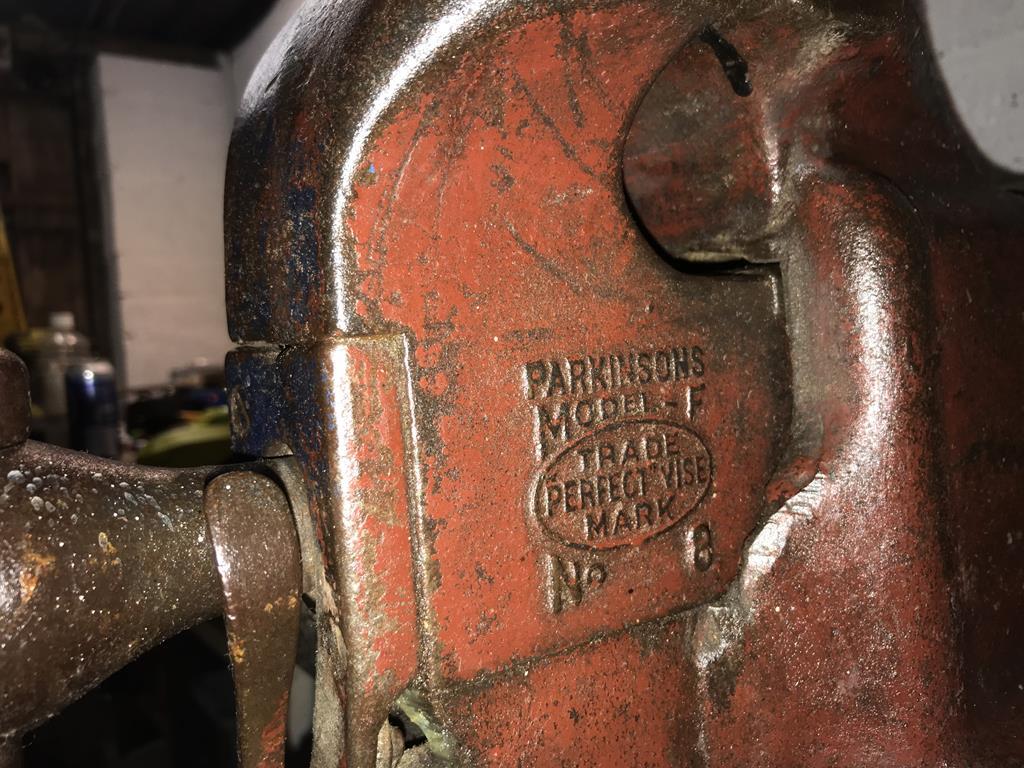 PARKINSONS
MODEL-F
TRADE
"PERFECT" VISE
MARK
No 8